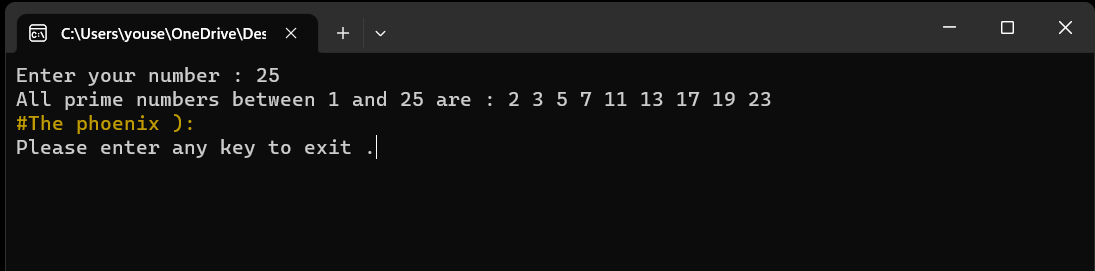 C:\Users\youse\OneDrive\Des
Enter your number : 25
All prime numbers between 1 and 25 are : 2 3 5 7 11 13 17 19 23
#The phoenix ):
Please enter any key to exit .